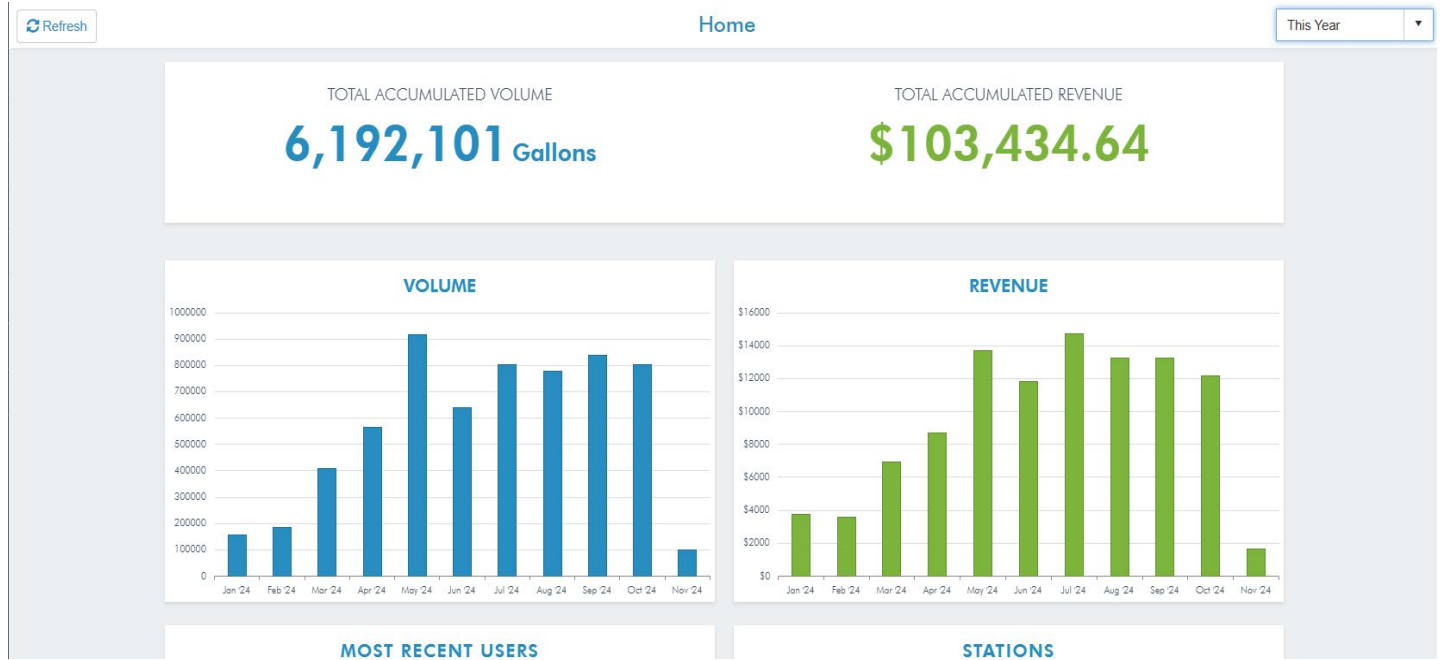 Refresh
Home
This Year
TOTAL ACCUMULATED VOLUME
6,192,101 Gallons
TOTAL ACCUMULATED REVENUE
$103,434.64
VOLUME
1000000
900000
800000
700000
600000
500000
400000
300000
200000
100000
0
Jan '24 Feb '24 Mar '24 Apr '24 May '24 Jun '24 Jul '24 Aug '24 Sep '24 Oct '24 Nov '24
REVENUE
$16000
$14000
$12000
$10000
$8000
$6000
$4000
$2000
$0
Jan '24 Feb '24 Mar '24 Apr '24 May '24 Jun '24 Jul '24 Aug '24 Sep '24 Oct '24 Nov '24
MOST RECENT USERS
STATIONS